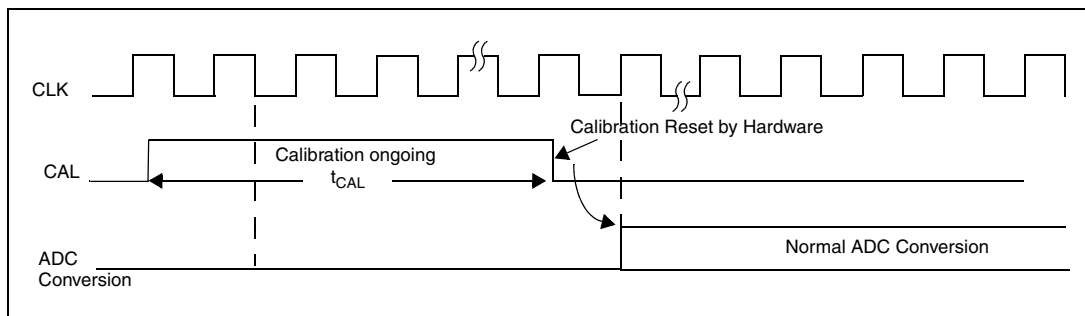 CLK
Calibration Reset by Hardware
CAL
Calibration ongoing
tCAL
ADC
Conversion
Normal ADC Conversion